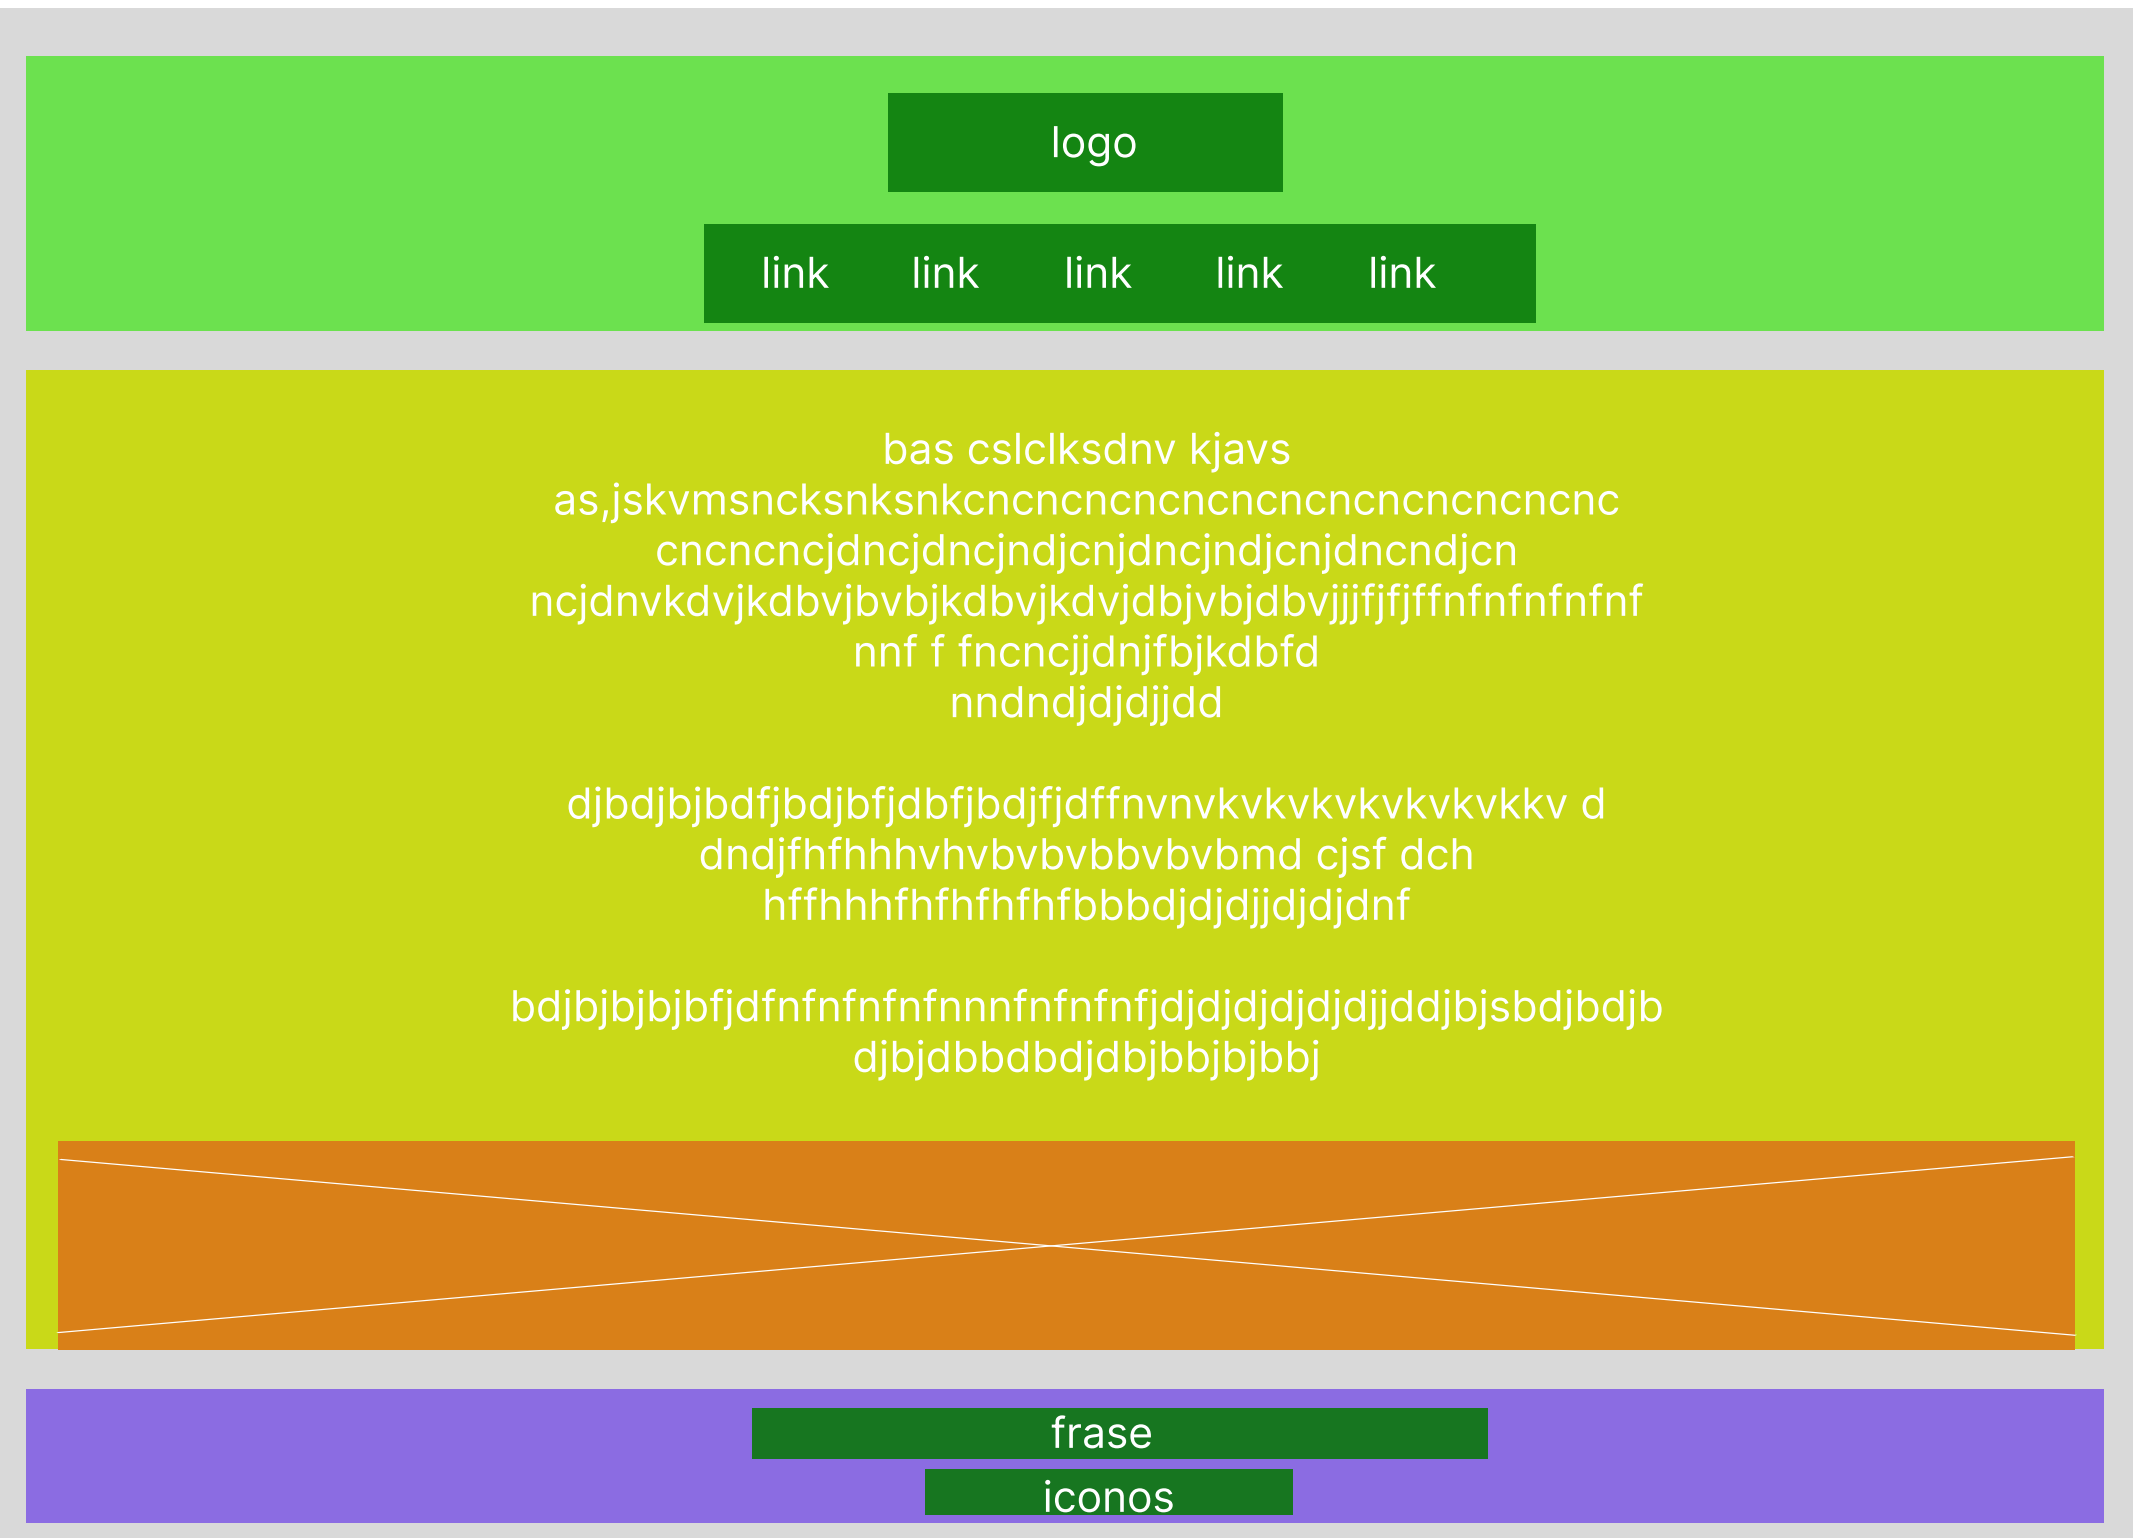 logo
link link link link link
bas cslclksdnv kjavs
as,jskvmsncksnksnkcncncncncncncncncncncncncnc
cncncncjdncjdncjndjcnjdncjndjcnjdncndjcn
ncjdnvkdvjkdbvjbvbjkdbvjkdvjdbjvbjdbvjjjfjfjffnfnfnfnfnf
nnf f fncncjjdnjfbjkdbfd
nndndjdjdjjdd
djbdjbjbdfjbdjbfjdbfjbdjfjdffnvnvkvkvkvkvkvkvkkv d
dndjfhfhhhvhvbvbvbbvbvbmd cjsf dch
hffhhhfhfhfhfhfbbbdjdjdjjdjdjdnf
bdjbjbjbjbfjdfnfnfnfnfnnnfnfnfnfjdjdjdjdjdjdjjddjbjsbdjbdjb
djbjdbbdbdjdbjbbjbjbbj
frase
iconos